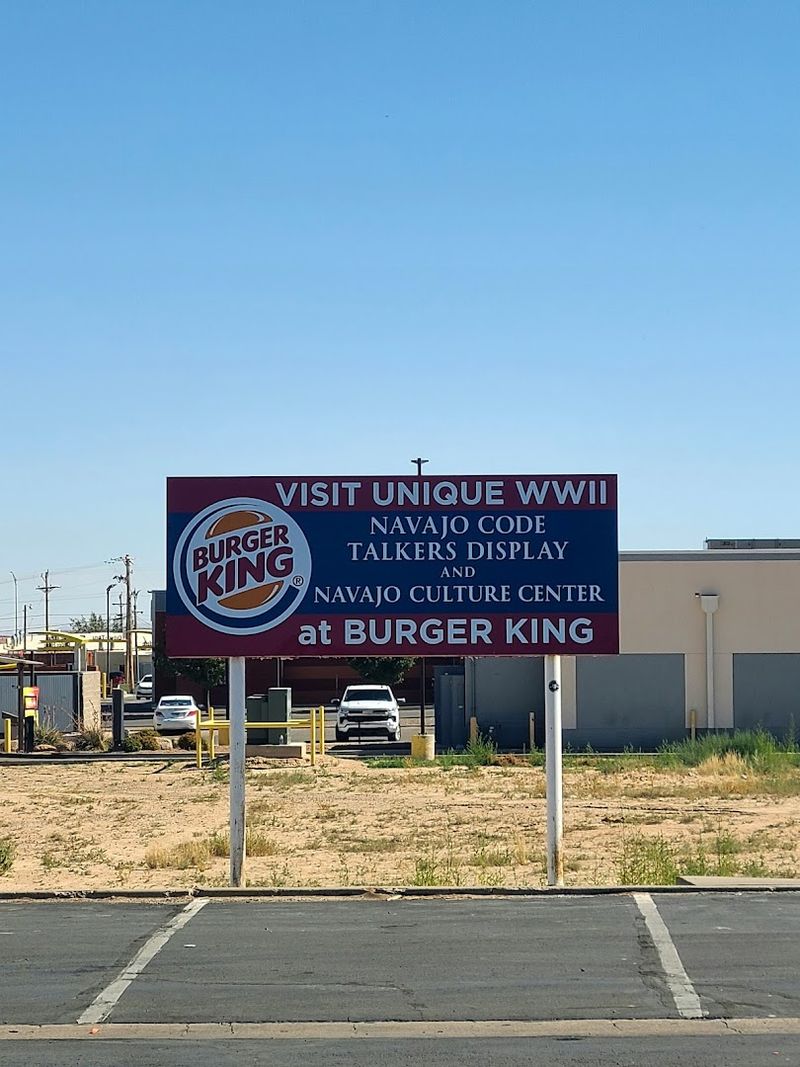 VISIT UNIQUE WWII
NAVAJO CODE
TALKERS DISPLAY
AND
NAVAJO CULTURE CENTER
at BURGER KING
BURGER
KING®